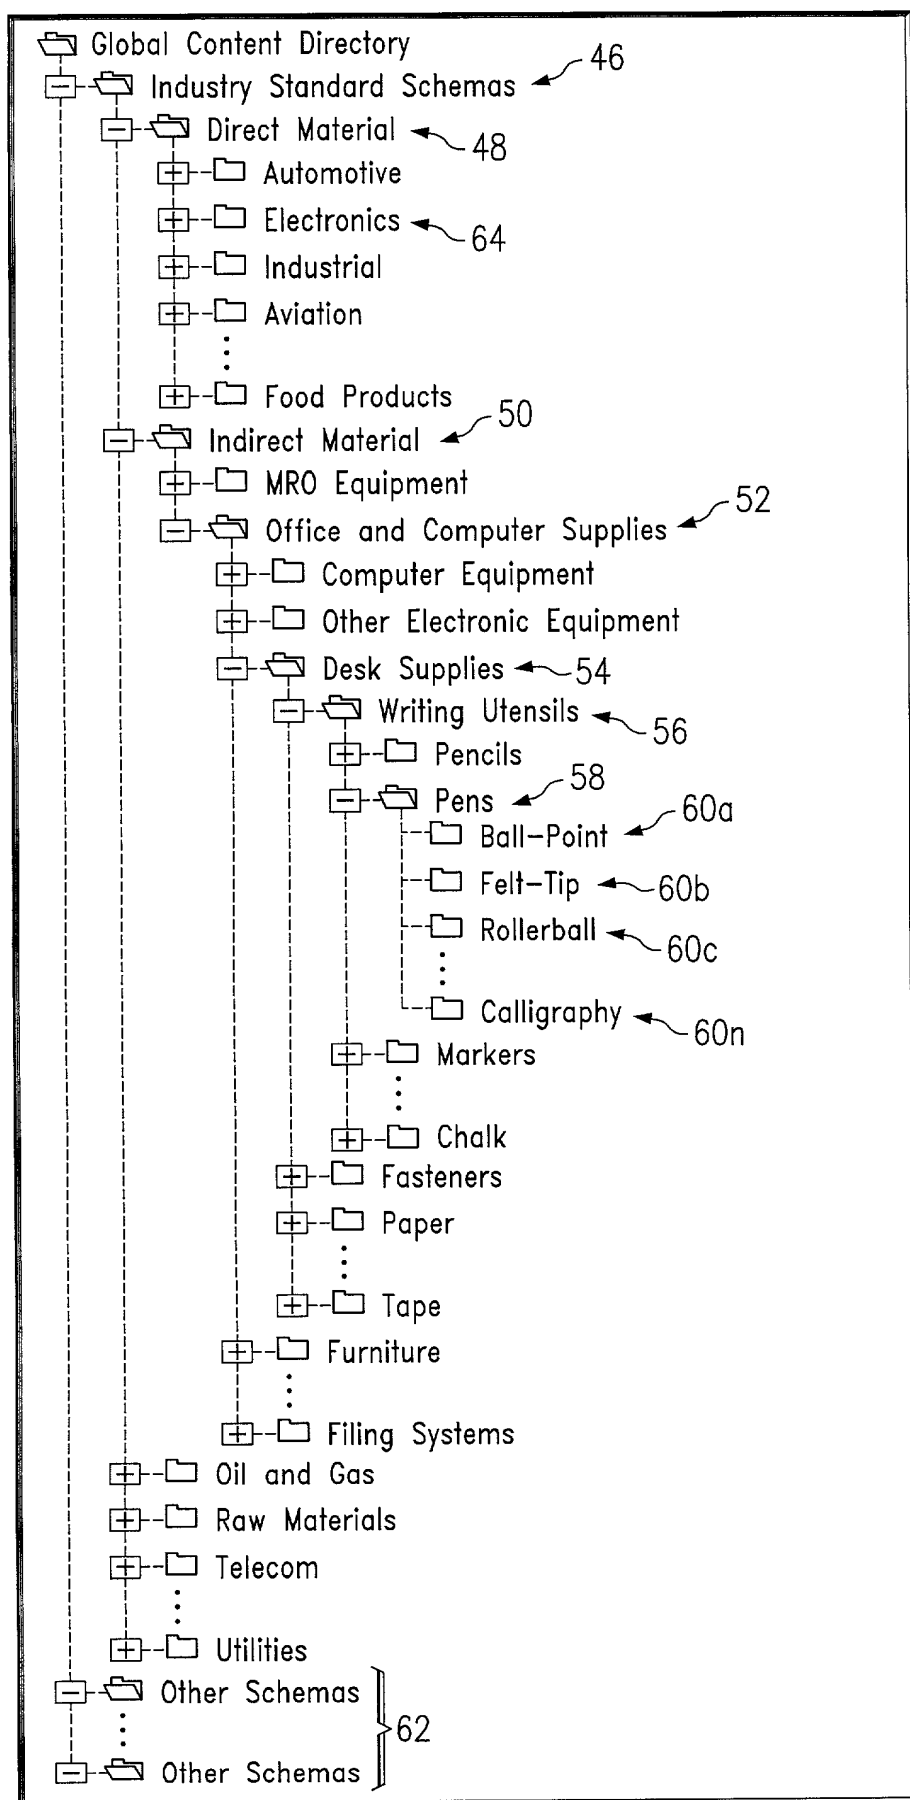 Global Content Directory
Industry Standard Schemas 46
Direct Material 48
Automotive
Electronics 64
Industrial
Aviation
Food Products
Indirect Material 50
MRO Equipment
Office and Computer Supplies 52
Computer Equipment
Other Electronic Equipment
Desk Supplies 54
Writing Utensils 56
Pencils
Pens 58
Ball-Point 60a
Felt-Tip 60b
Rollerball 60c
Calligraphy 60n
Markers
Chalk
Fasteners
Paper
Tape
Furniture
Filing Systems
Oil and Gas
Raw Materials
Telecom
Utilities
Other Schemas
62
Other Schemas